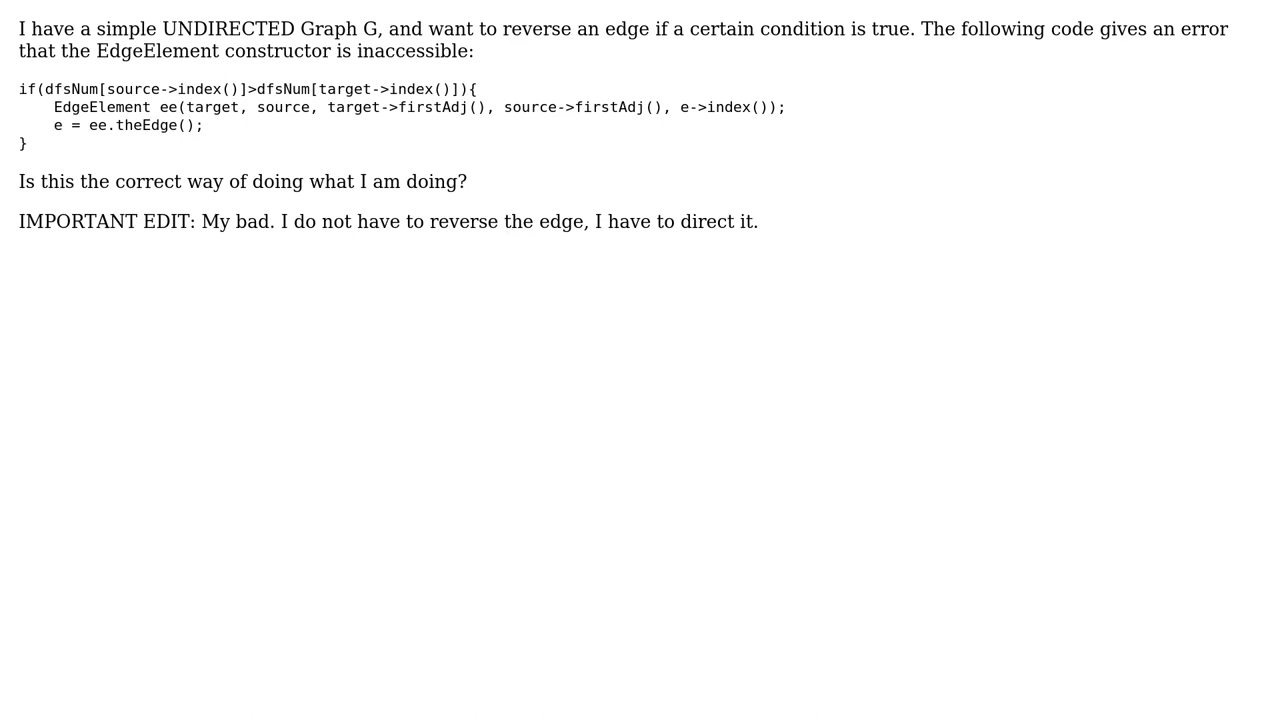 I have a simple UNDIRECTED Graph G, and want to reverse an edge if a certain condition is true. The following code gives an error
that the EdgeElement constructor is inaccessible:
if(dfsNum[source->index()]>dfsNum[target->index()]){
    EdgeElement ee(target, source, target->firstAdj(), source->firstAdj(), e->index());
    e = ee.theEdge();
}
Is this the correct way of doing what I am doing?
IMPORTANT EDIT: My bad. I do not have to reverse the edge, I have to direct it.